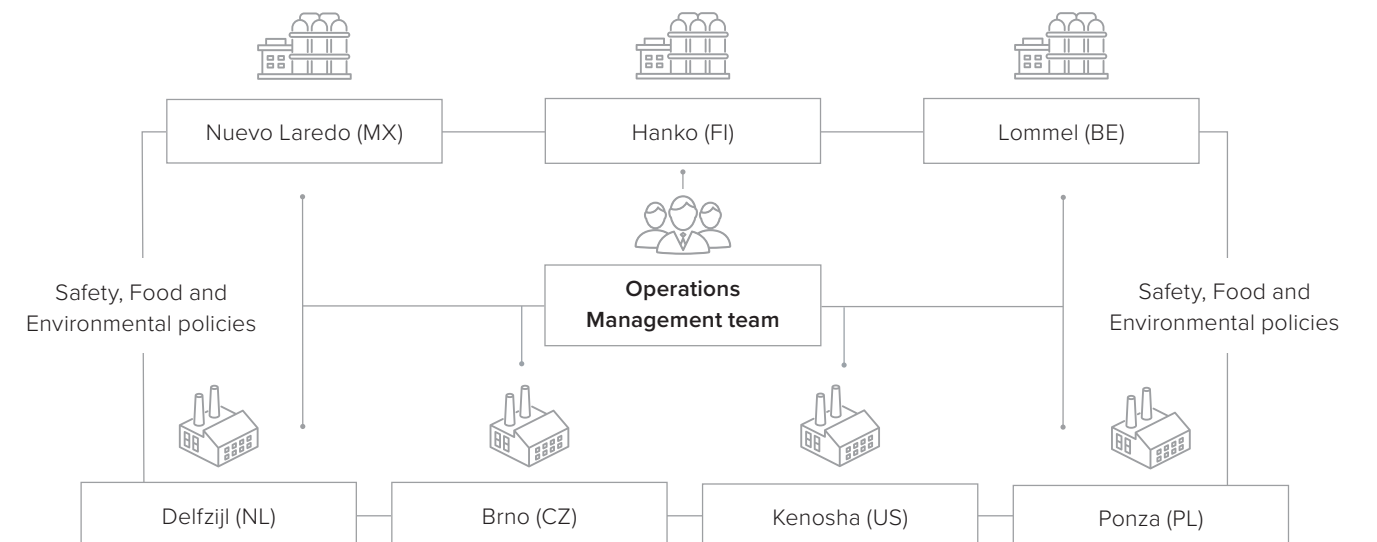 Nuevo Laredo (MX)
Hanko (FI)
Lommel (BE)
Safety, Food and
Environmental policies
Operations
Management team
Safety, Food and
Environmental policies
Delfzijl (NL)
Brno (CZ)
Kenosha (US)
Ponza (PL)